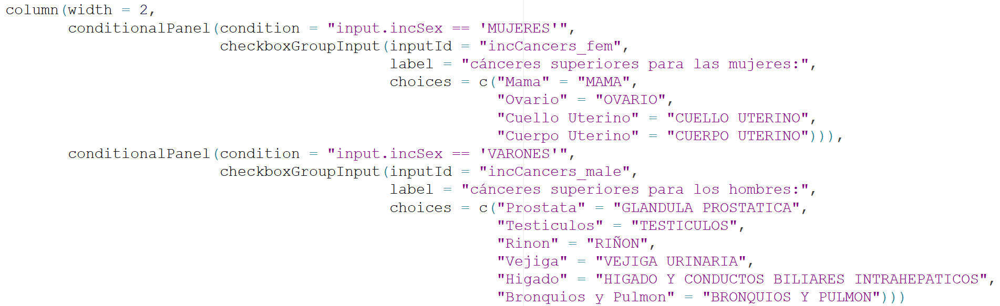 column(width = 2,
conditionalPanel(condition = "input.incSex == 'MUJERES'",
checkboxGroupInput(inputId = "incCancers_fem",
label = "cánceres superiores para las mujeres:",
choices = c("Mama" = "MAMA",
"Ovario" = "OVARIO",
"Cuello Uterino" = "CUELLO UTERINO",
"Cuerpo Uterino" = "CUERPO UTERINO"))),
conditionalPanel(condition = "input.incSex == 'VARONES'",
checkboxGroupInput(inputId = "incCancers_male",
label = "cánceres superiores para los hombres:",
choices = c("Prostata" = "GLANDULA PROSTATICA",
"Testiculos" = "TESTICULOS",
"Rinon" = "RIÑON",
"Vejiga" = "VEJIGA URINARIA",
"Higado" = "HIGADO Y CONDUCTOS BILIARES INTRAHEPATICOS",
"Bronquios y Pulmon" = "BRONQUIOS Y PULMON")))